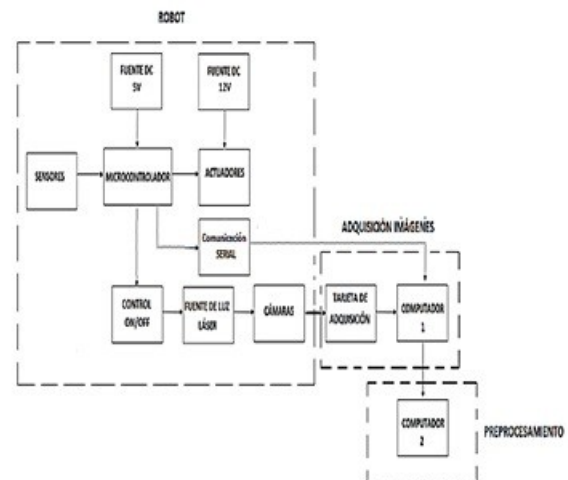 ROBOT
FUENTE DC
5V
FUENTE DC
12V
SENSORES
MICROCONTROLADOR
ACTUADORES
Comunicación
SERIAL
ADQUISICIÓN IMÁGENES
CONTROL
ON/OFF
FUENTE DE LUZ
LÁSER
CÁMARAS
TARJETA DE
ADQUISICIÓN
COMPUTADOR
1
COMPUTADOR
2
PREPROCESAMIENTO